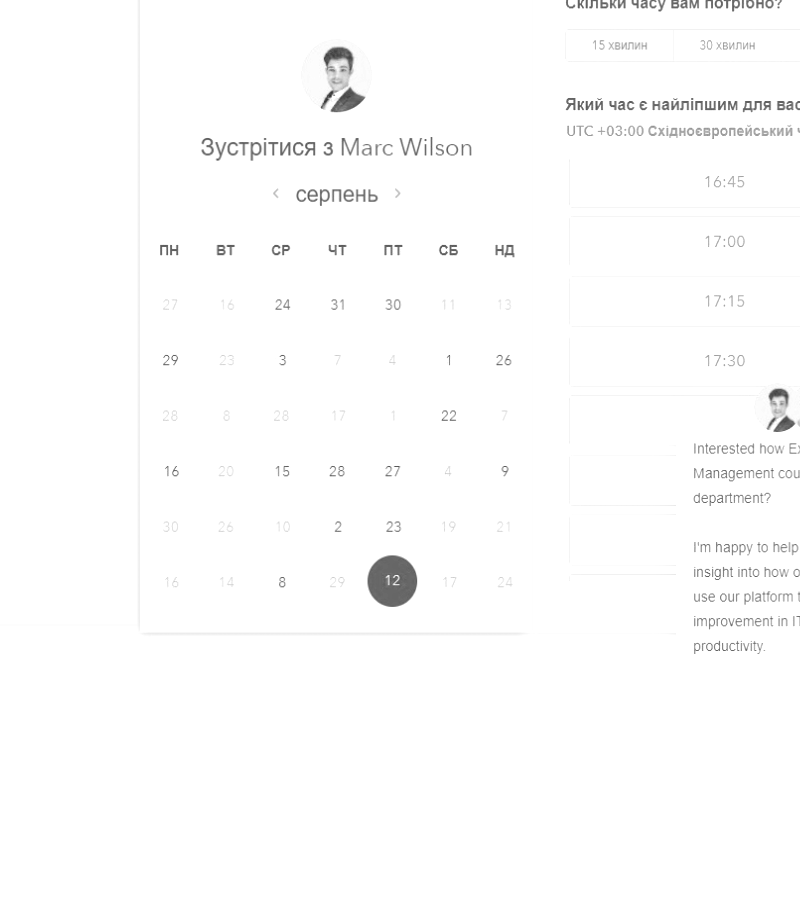 Скільки часу вам потрібно?
15 хвилин 30 хвилин
Зустрітися з Marc Wilson
серпень
ПН ВТ СР ЧТ ПТ СБ НД
27 16 24 31 30 11 13
29 23 3 7 4 1 26
28 8 28 17 1 22 7
16 20 15 28 27 4 9
30 26 10 2 23 19 21
16 14 8 29 12 17 24
Який час є найліпшим для вас
UTC +03:00 Східноєвропейський
16:45
17:00
17:15
17:30
Interested how
Management
department?
I'm happy to help
insight into how
use our platform
improvement in IT
productivity.